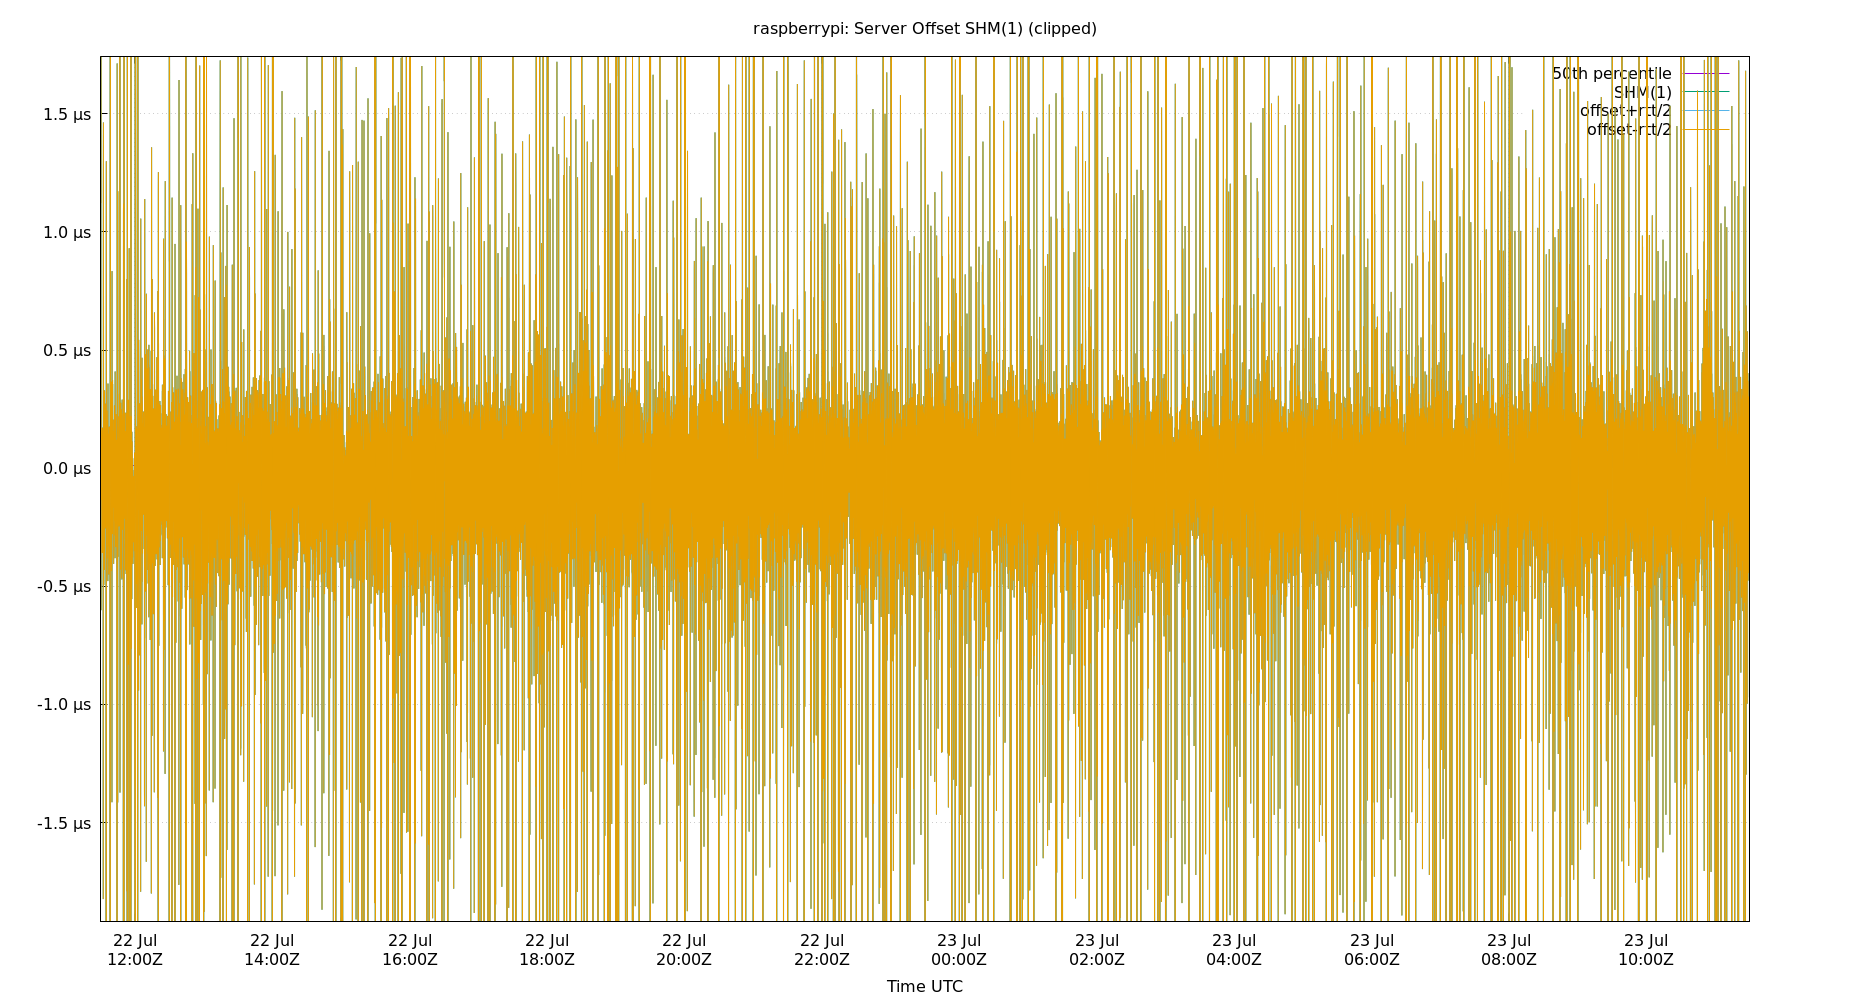 raspberrypi: Server Offset SHM(1) (clipped)
50th percentile
SHM(1)
offset+rtt/2
offset-rtt/2
1.5 µs
1.0 µs
0.5 µs
0.0 µs
-0.5 µs
-1.0 µs
-1.5 µs
22 Jul 22 Jul 22 Jul 22 Jul 22 Jul 22 Jul 23 Jul 23 Jul 23 Jul 23 Jul 23 Jul 23 Jul
12:00Z 14:00Z 16:00Z 18:00Z 20:00Z 22:00Z 00:00Z 02:00Z 04:00Z 06:00Z 08:00Z 10:00Z
Time UTC